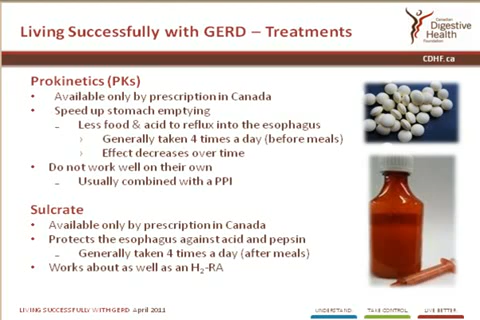 Living Successfully with GERD – Treatments
Canadian
Digestive
Health
Foundation
CDHF.ca
Prokinetics (PKs)
• Available only by prescription in Canada
• Speed up stomach emptying
– Less food & acid to reflux into the esophagus
› Generally taken 4 times a day (before meals)
› Effect decreases over time
• Do not work well on their own
– Usually combined with a PPI
Sulcrate
• Available only by prescription in Canada
• Protects the esophagus against acid and pepsin
– Generally taken 4 times a day (after meals)
• Works about as well as an H₂-RA
LIVING SUCCESSFULLY WITH GERD April 2011
UNDERSTAND. TAKE CONTROL. LIVE BETTER.